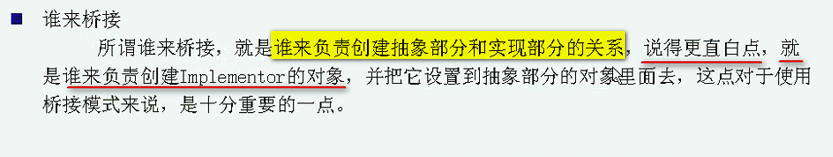 谁来桥接
所谓谁来桥接，就是谁来负责创建抽象部分和实现部分的关系，说得更直白点，就
是谁来负责创建Implementor的对象，并把它设置到抽象部分的对象里面去，这点对于使用
桥接模式来说，是十分重要的一点。